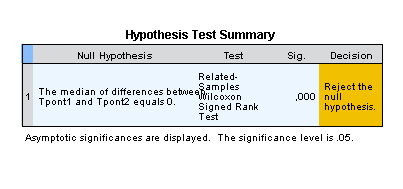 Hypothesis Test Summary
Null Hypothesis Test Sig. Decision
1 The median of differences between Tpont1 and Tpont2 equals 0. Related-Samples Wilcoxon Signed Rank Test ,000 Reject the null hypothesis.
Asymptotic significances are displayed. The significance level is .05.